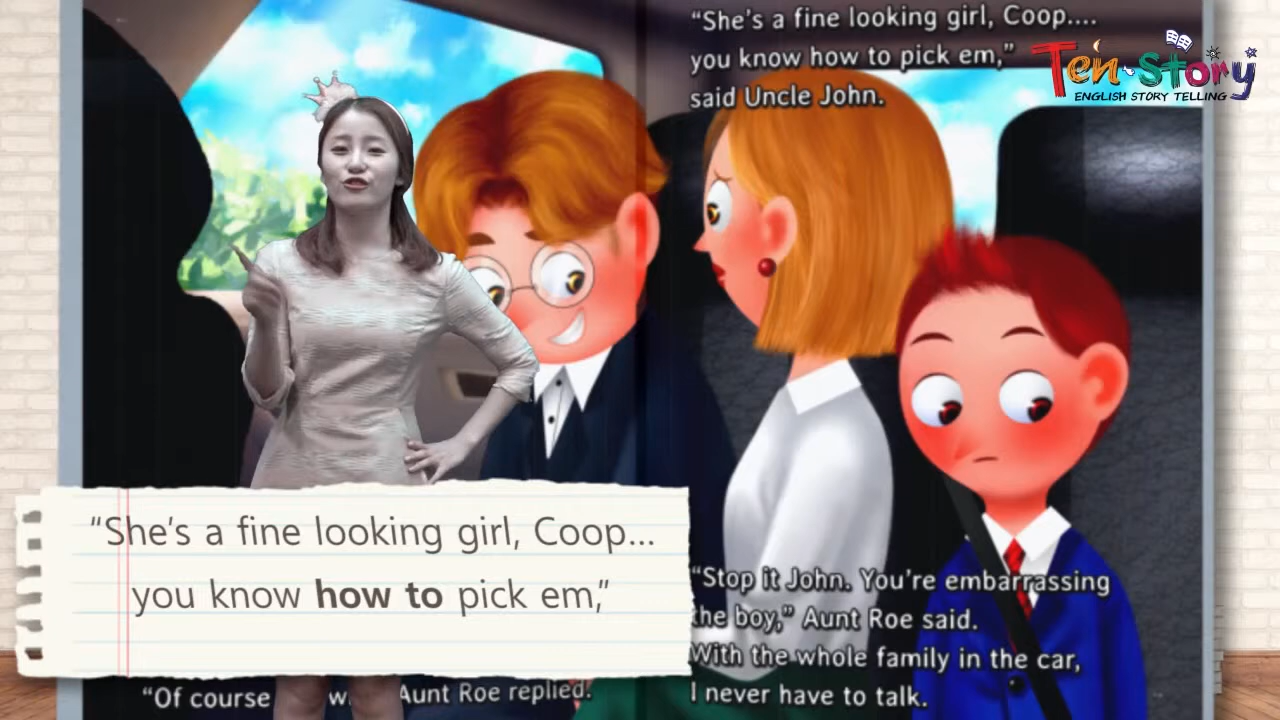 “She’s a fine looking girl, Coop....
you know how to pick em,”
said Uncle John.
Ten Story
ENGLISH STORY TELLING
“She’s a fine looking girl, Coop...
you know how to pick em,”
“Stop it John. You’re embarrassing
the boy,” Aunt Roe said.
With the whole family in the car,
I never have to talk.
“Of course
Aunt Roe replied.